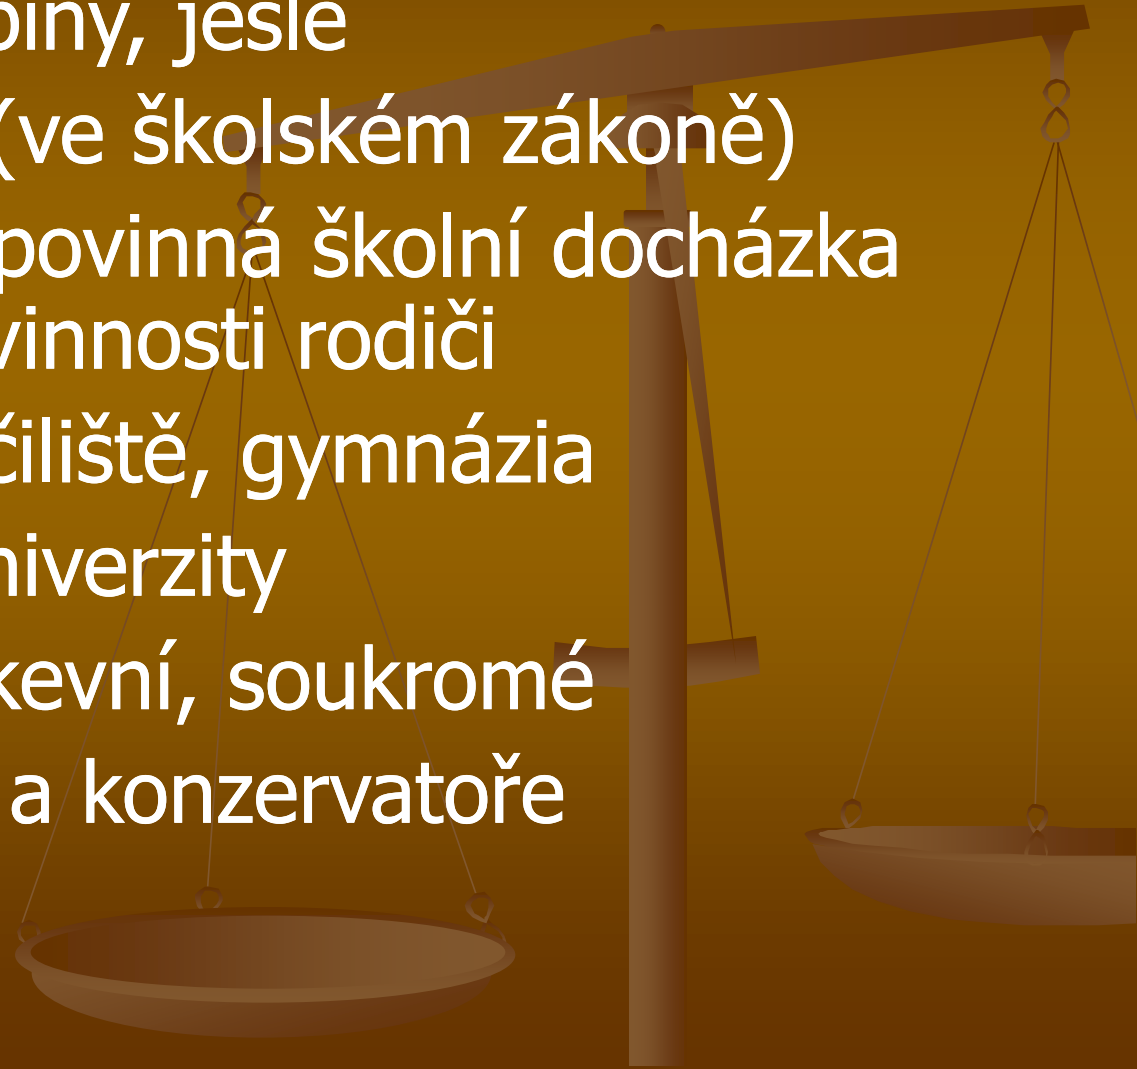 piny, jesle
(ve školském zákoně)
povinná školní docházka
vinnosti rodiči
čiliště, gymnázia
niverzity
kevní, soukromé
a konzervatoře